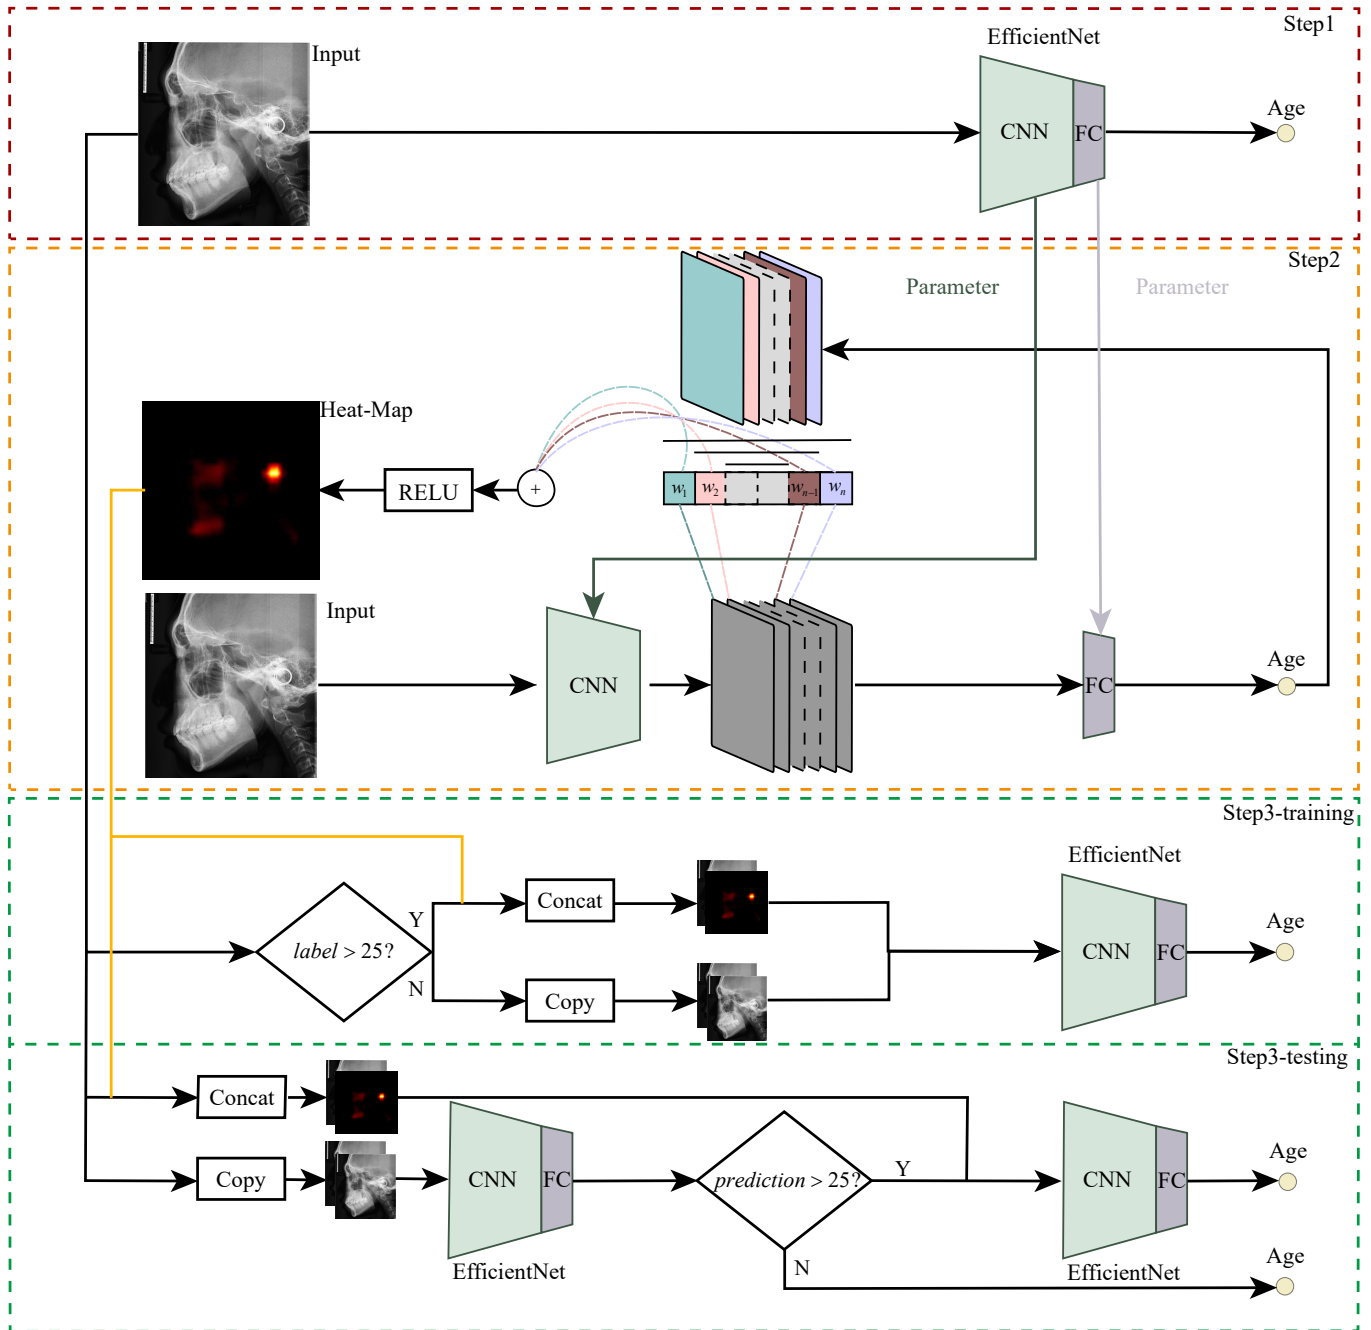 Step1
EfficientNet
Input
Age
CNN
FC
Step2
Parameter
Parameter
Heat-Map
RELU
+
w1
w2
wn−1
wn
Input
Age
CNN
FC
Step3-training
EfficientNet
Y
Concat
label > 25?
CNN
FC
Age
N
Copy
Step3-testing
Concat
CNN
FC
prediction > 25?
Y
CNN
FC
Age
Copy
EfficientNet
N
EfficientNet
Age